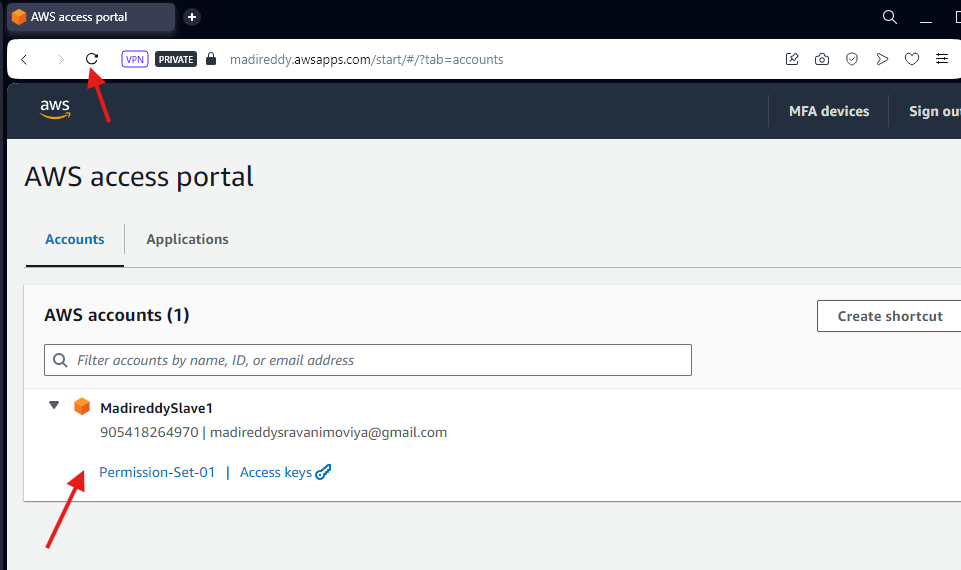 AWS access portal
VPN PRIVATE madireddy.awsapps.com/start/#/?tab=accounts
aws MFA devices Sign out
AWS access portal
Accounts Applications
AWS accounts (1) Create shortcut
Filter accounts by name, ID, or email address
MadireddySlave1
905418264970 | madireddysravanimoviya@gmail.com
Permission-Set-01 | Access keys